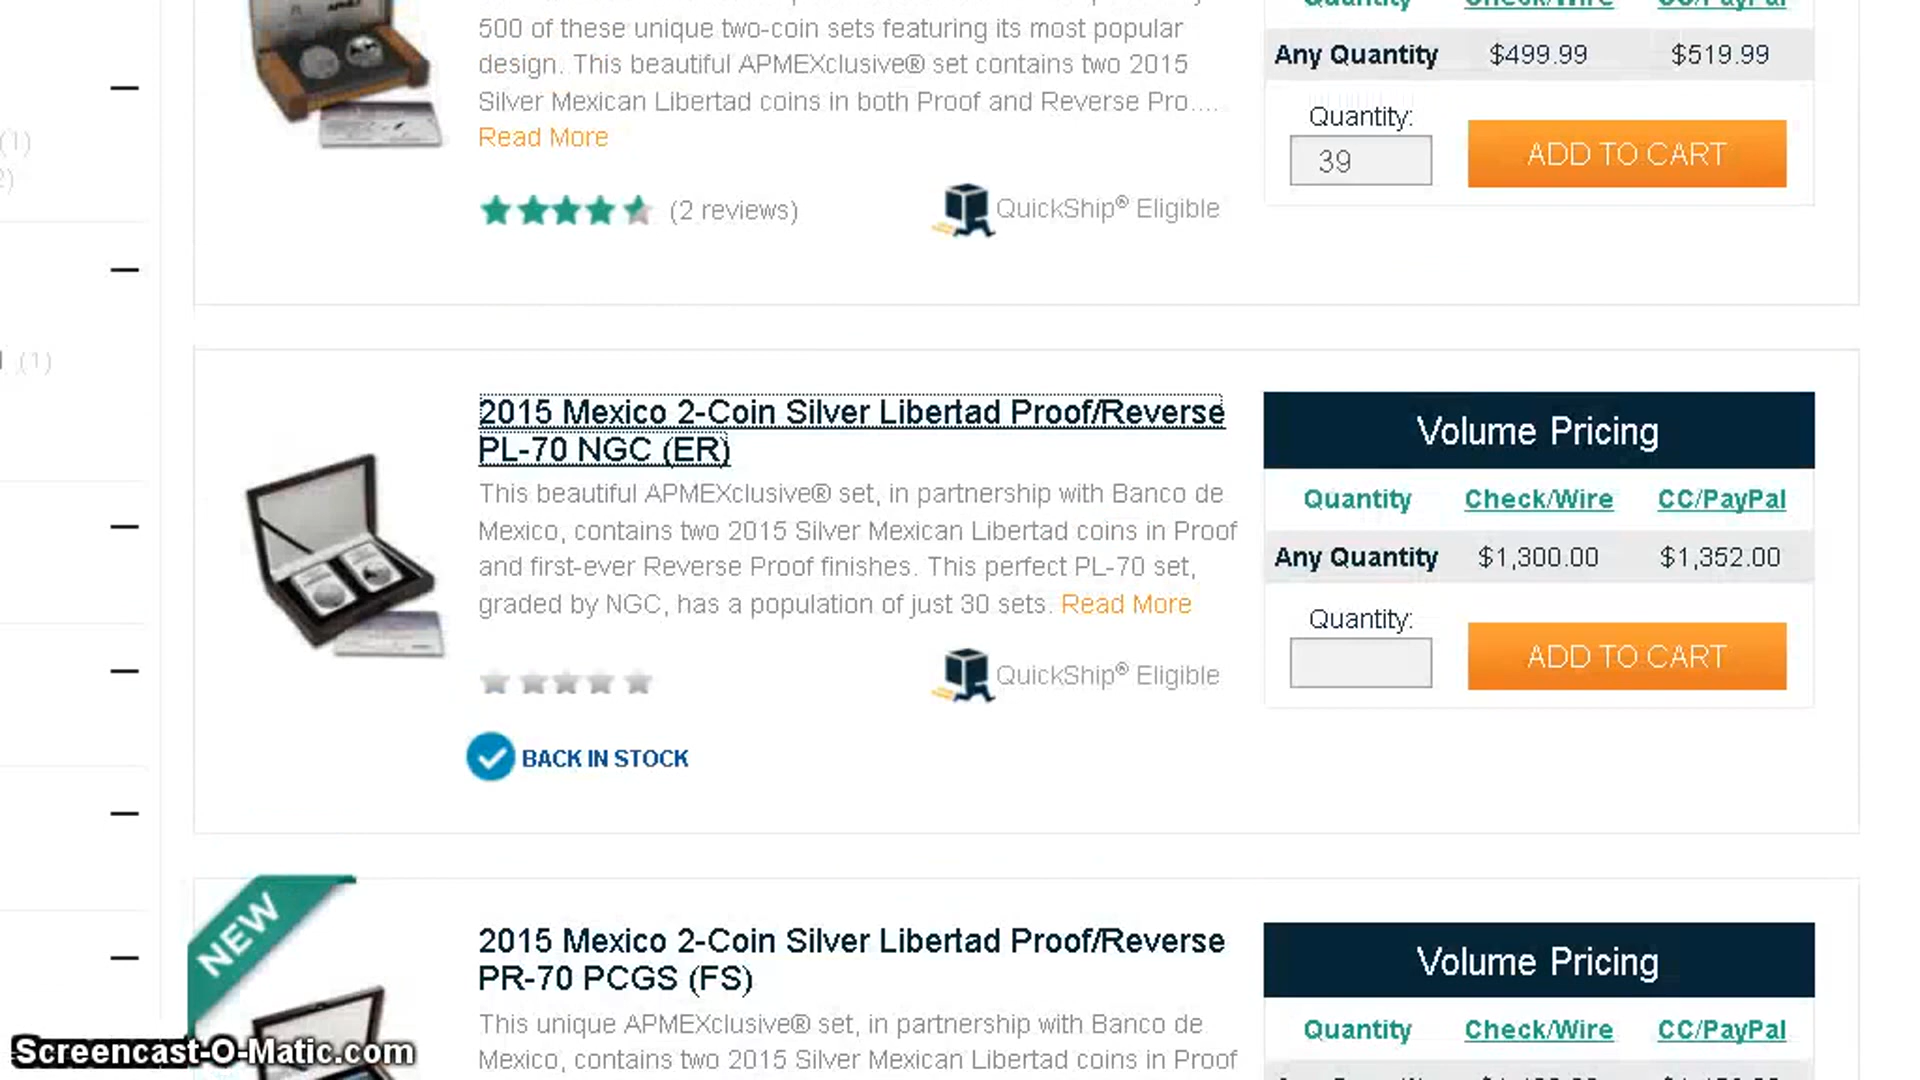 Quantity Check/Wire CC/PayPal
500 of these unique two-coin sets featuring its most popular
design. This beautiful APMEXclusive® set contains two 2015
Silver Mexican Libertad coins in both Proof and Reverse Pro....
Read More
Any Quantity $499.99 $519.99
Quantity:
39
ADD TO CART
(2 reviews)
QuickShip® Eligible
(1)
2)
(1)
2015 Mexico 2-Coin Silver Libertad Proof/Reverse
PL-70 NGC (ER)
This beautiful APMEXclusive® set, in partnership with Banco de
Mexico, contains two 2015 Silver Mexican Libertad coins in Proof
and first-ever Reverse Proof finishes. This perfect PL-70 set,
graded by NGC, has a population of just 30 sets. Read More
QuickShip® Eligible
BACK IN STOCK
Volume Pricing
Quantity Check/Wire CC/PayPal
Any Quantity $1,300.00 $1,352.00
Quantity:
ADD TO CART
NEW
2015 Mexico 2-Coin Silver Libertad Proof/Reverse
PR-70 PCGS (FS)
This unique APMEXclusive® set, in partnership with Banco de
Mexico, contains two 2015 Silver Mexican Libertad coins in Proof
Volume Pricing
Quantity Check/Wire CC/PayPal
Screencast-O-Matic.com